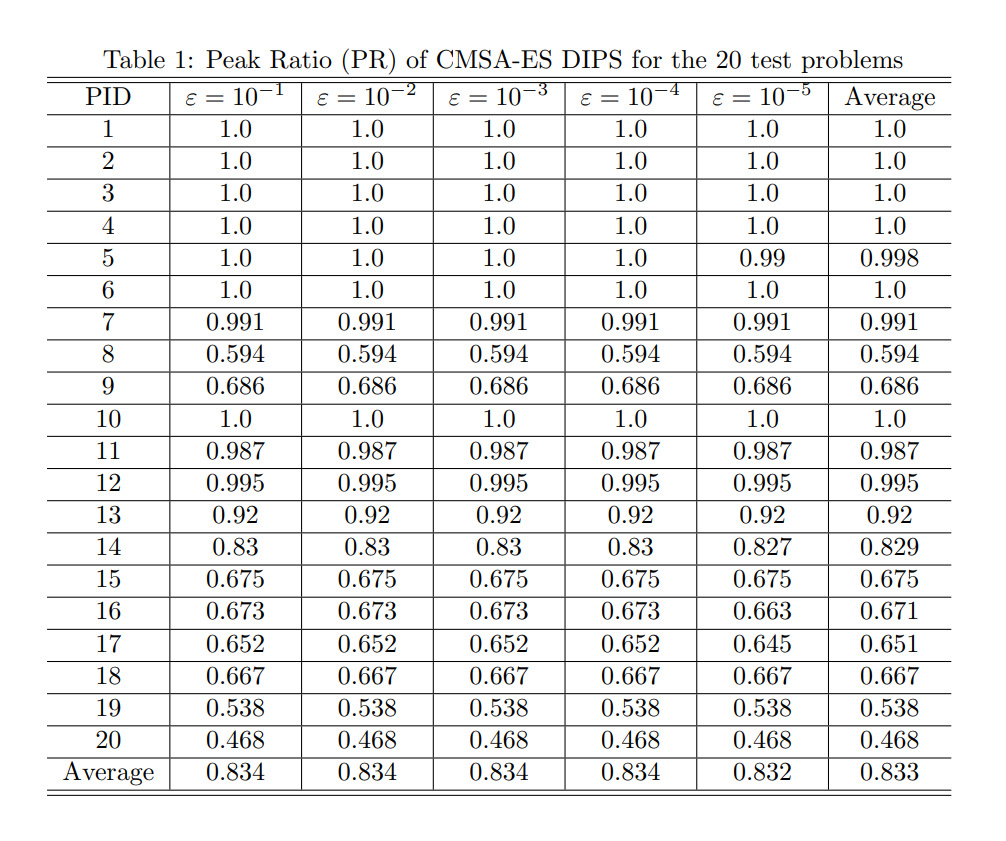 Table 1: Peak Ratio (PR) of CMSA-ES DIPS for the 20 test problems
PID ε = 10⁻¹ ε = 10⁻² ε = 10⁻³ ε = 10⁻⁴ ε = 10⁻⁵ Average
1 1.0 1.0 1.0 1.0 1.0 1.0
2 1.0 1.0 1.0 1.0 1.0 1.0
3 1.0 1.0 1.0 1.0 1.0 1.0
4 1.0 1.0 1.0 1.0 1.0 1.0
5 1.0 1.0 1.0 1.0 0.99 0.998
6 1.0 1.0 1.0 1.0 1.0 1.0
7 0.991 0.991 0.991 0.991 0.991 0.991
8 0.594 0.594 0.594 0.594 0.594 0.594
9 0.686 0.686 0.686 0.686 0.686 0.686
10 1.0 1.0 1.0 1.0 1.0 1.0
11 0.987 0.987 0.987 0.987 0.987 0.987
12 0.995 0.995 0.995 0.995 0.995 0.995
13 0.92 0.92 0.92 0.92 0.92 0.92
14 0.83 0.83 0.83 0.83 0.827 0.829
15 0.675 0.675 0.675 0.675 0.675 0.675
16 0.673 0.673 0.673 0.673 0.663 0.671
17 0.652 0.652 0.652 0.652 0.645 0.651
18 0.667 0.667 0.667 0.667 0.667 0.667
19 0.538 0.538 0.538 0.538 0.538 0.538
20 0.468 0.468 0.468 0.468 0.468 0.468
Average 0.834 0.834 0.834 0.834 0.832 0.833